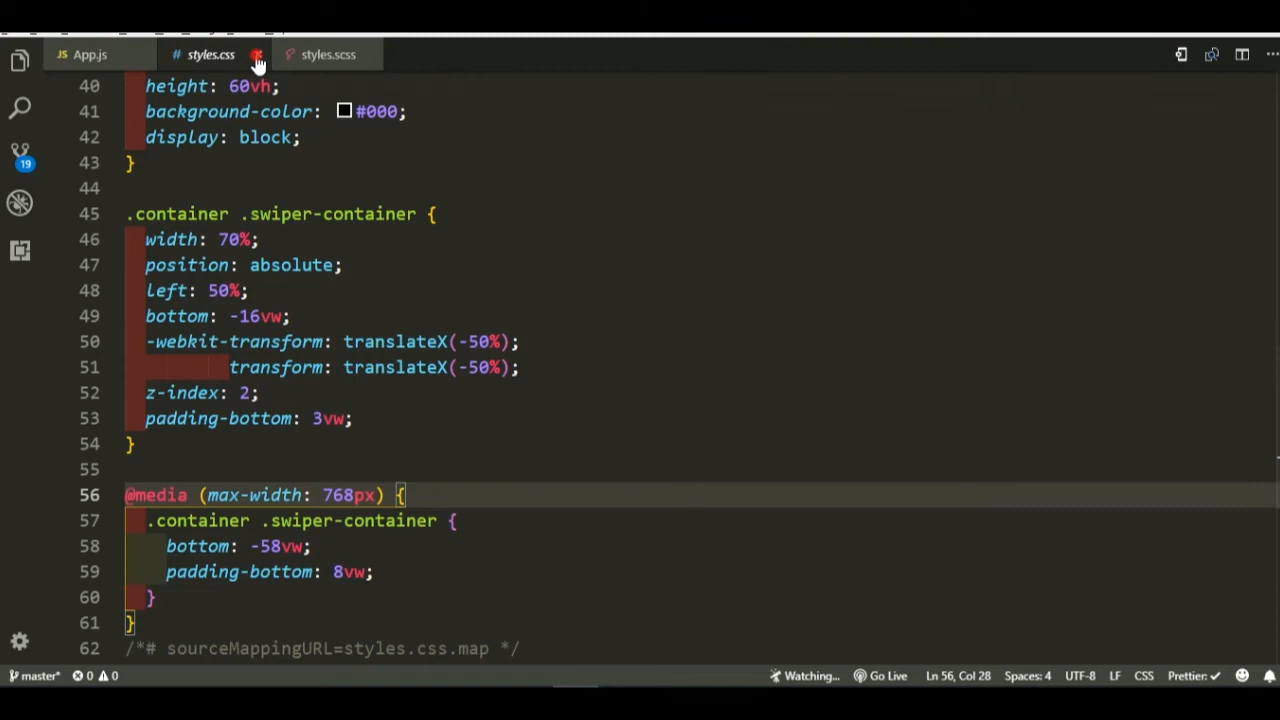 JS App.js
# styles.css
styles.scss
40 height: 60vh;
41 background-color: #000;
42 display: block;
43 }
44
45 .container .swiper-container {
46 width: 70%;
47 position: absolute;
48 left: 50%;
49 bottom: -16vw;
50 -webkit-transform: translateX(-50%);
51 transform: translateX(-50%);
52 z-index: 2;
53 padding-bottom: 3vw;
54 }
55
56 @media (max-width: 768px) {
57 .container .swiper-container {
58 bottom: -58vw;
59 padding-bottom: 8vw;
60 }
61 }
62 /*# sourceMappingURL=styles.css.map */
19
master* 0 0 Watching... Go Live Ln 56, Col 28 Spaces: 4 UTF-8 LF CSS Prettier: ✓